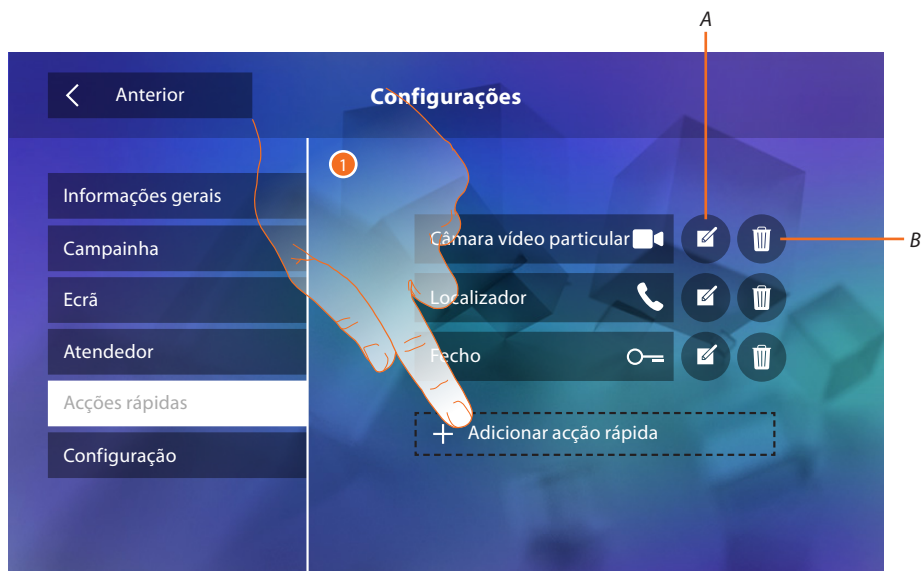 A
Anterior
Configurações
1
Informações gerais
Campainha
Ecrã
Atendedor
Acções rápidas
Configuração
Câmara vídeo particular
B
Localizador
Fecho
+ Adicionar acção rápida